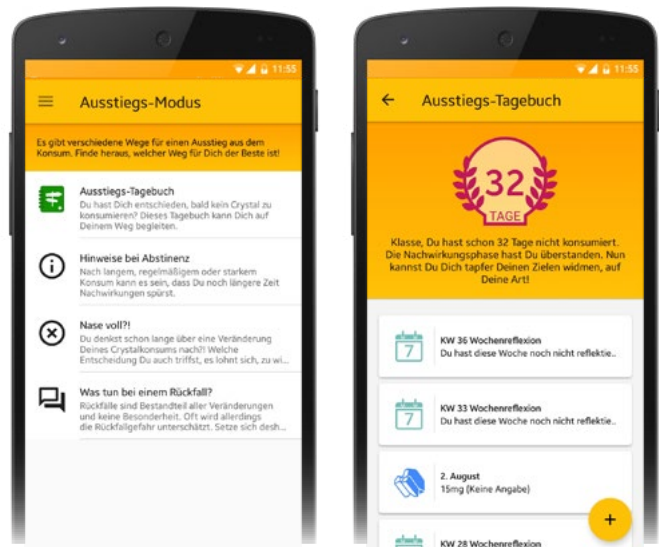 11:55
Ausstiegs-Modus
Es gibt verschiedene Wege für einen Ausstieg aus dem
Konsum. Finde heraus, welcher Weg für Dich der Beste ist!
Ausstiegs-Tagebuch
Du hast Dich entschieden, bald kein Crystal zu
konsumieren? Dieses Tagebuch kann Dich auf
Deinem Weg begleiten.
Hinweise bei Abstinenz
Nach langem, regelmäßigem oder starkem
Konsum kann es sein, dass Du noch längere Zeit
Nachwirkungen spürst.
Nase voll?!
Du denkst schon lange über eine Veränderung
Deines Crystalkonsums nach?! Welche
Entscheidung Du auch triffst, es lohnt sich, zu wi...
Was tun bei einem Rückfall?
Rückfälle sind Bestandteil aller Veränderungen
und keine Besonderheit. Oft wird allerdings
die Rückfallgefahr unterschätzt. Setze sich desh...
11:55
Ausstiegs-Tagebuch
32
TAGE
Klasse, Du hast schon 32 Tage nicht konsumiert.
Die Nachwirkungsphase hast Du überstanden. Nun
kannst Du Dich tapfer Deinen Zielen widmen, auf
Deine Art!
7
KW 36 Wochenreflexion
Du hast diese Woche noch nicht reflektie..
7
KW 33 Wochenreflexion
Du hast diese Woche noch nicht reflektie..
2. August
15mg (Keine Angabe)
+
KW 28 Wochenreflexion